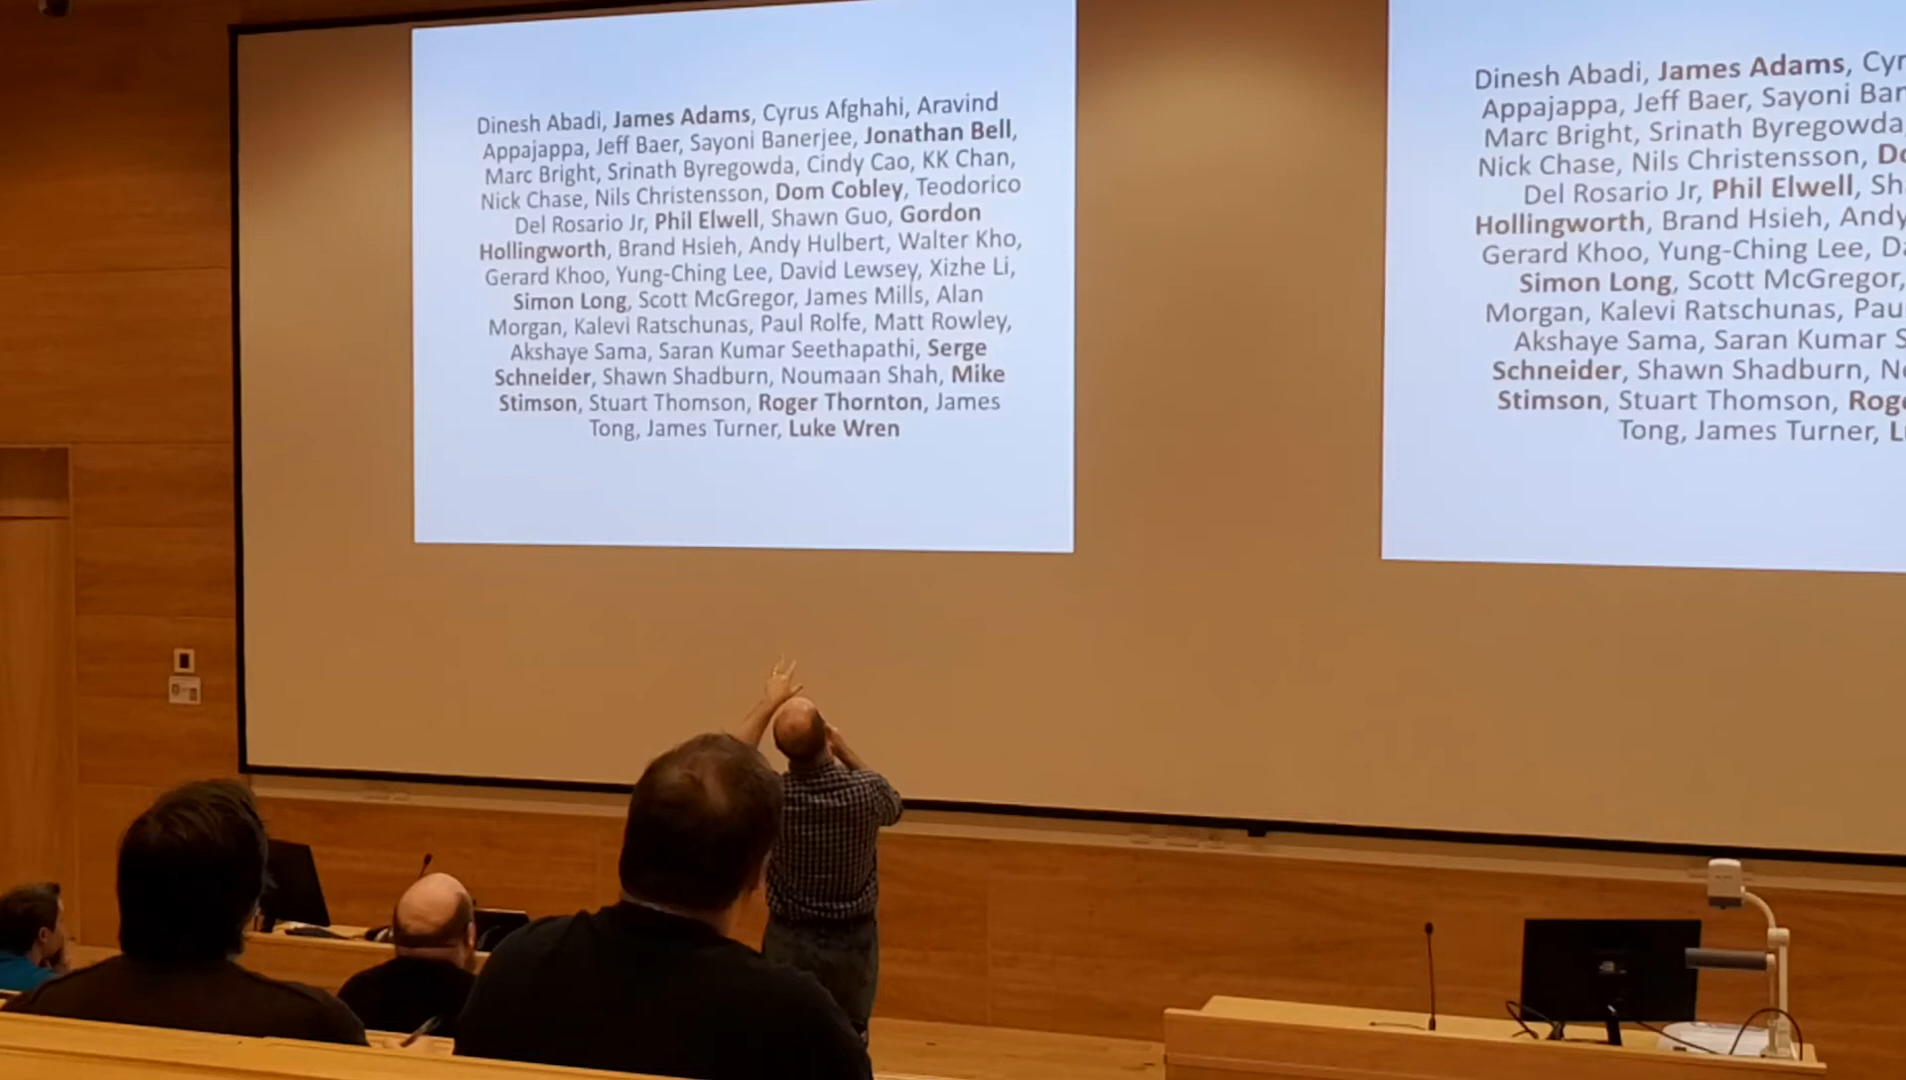 Dinesh Abadi, James Adams, Cyrus Afghahi, Aravind
Appajappa, Jeff Baer, Sayoni Banerjee, Jonathan Bell,
Marc Bright, Srinath Byregowda, Cindy Cao, KK Chan,
Nick Chase, Nils Christensson, Dom Cobley, Teodorico
Del Rosario Jr, Phil Elwell, Shawn Guo, Gordon
Hollingworth, Brand Hsieh, Andy Hulbert, Walter Kho,
Gerard Khoo, Yung-Ching Lee, David Lewsey, Xizhe Li,
Simon Long, Scott McGregor, James Mills, Alan
Morgan, Kalevi Ratschunas, Paul Rolfe, Matt Rowley,
Akshaye Sama, Saran Kumar Seethapathi, Serge
Schneider, Shawn Shadburn, Noumaan Shah, Mike
Stimson, Stuart Thomson, Roger Thornton, James
Tong, James Turner, Luke Wren
Dinesh Abadi, James Adams,
Appajappa, Jeff Baer, Sayoni
Marc Bright, Srinath Byregowda,
Nick Chase, Nils Christensson,
Del Rosario Jr, Phil Elwell,
Hollingworth, Brand Hsieh, Andy
Gerard Khoo, Yung-Ching Lee,
Simon Long, Scott McGregor,
Morgan, Kalevi Ratschunas,
Akshaye Sama, Saran Kumar
Schneider, Shawn Shadburn,
Stimson, Stuart Thomson,
Tong, James Turner,